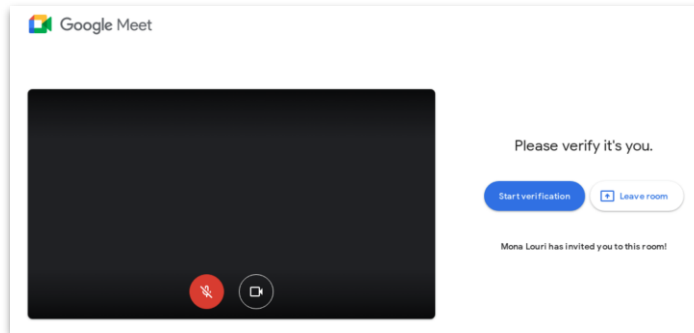 Google Meet
Please verify it's you.
Start verification
Leave room
Mona Louri has invited you to this room!